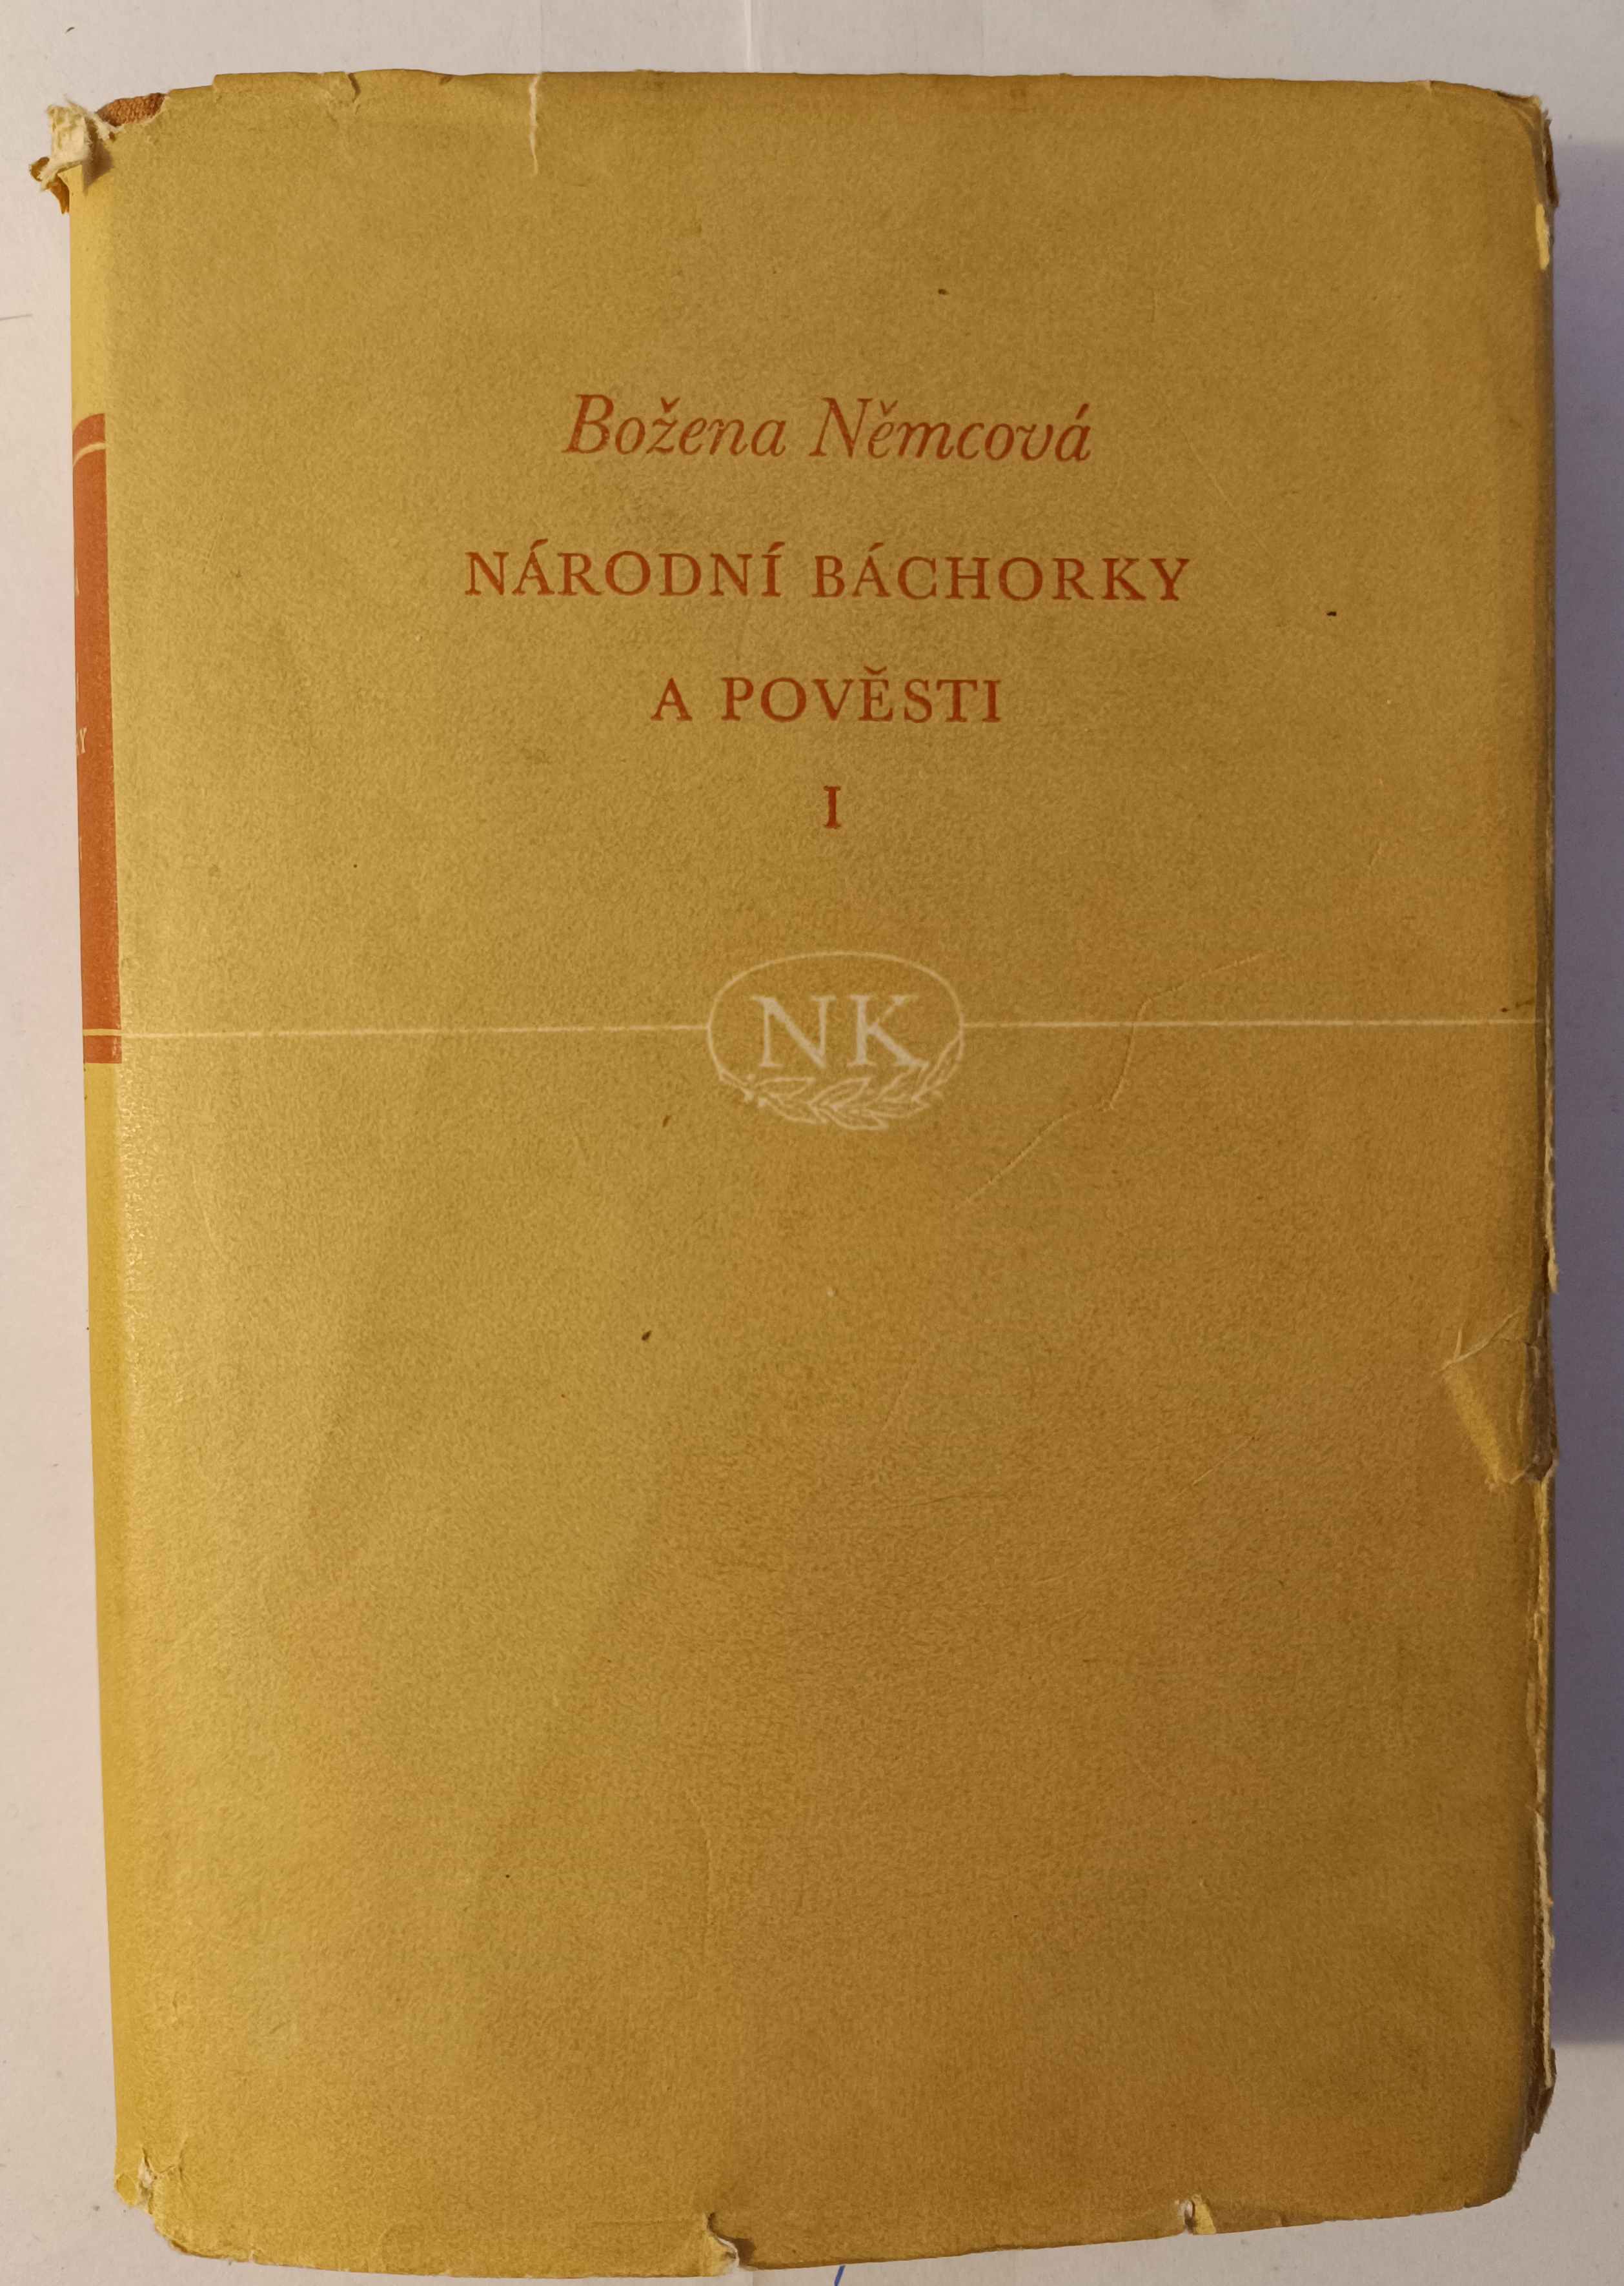 Božena Němcová
NÁRODNÍ BÁCHORKY
A POVĚSTI
I
NK